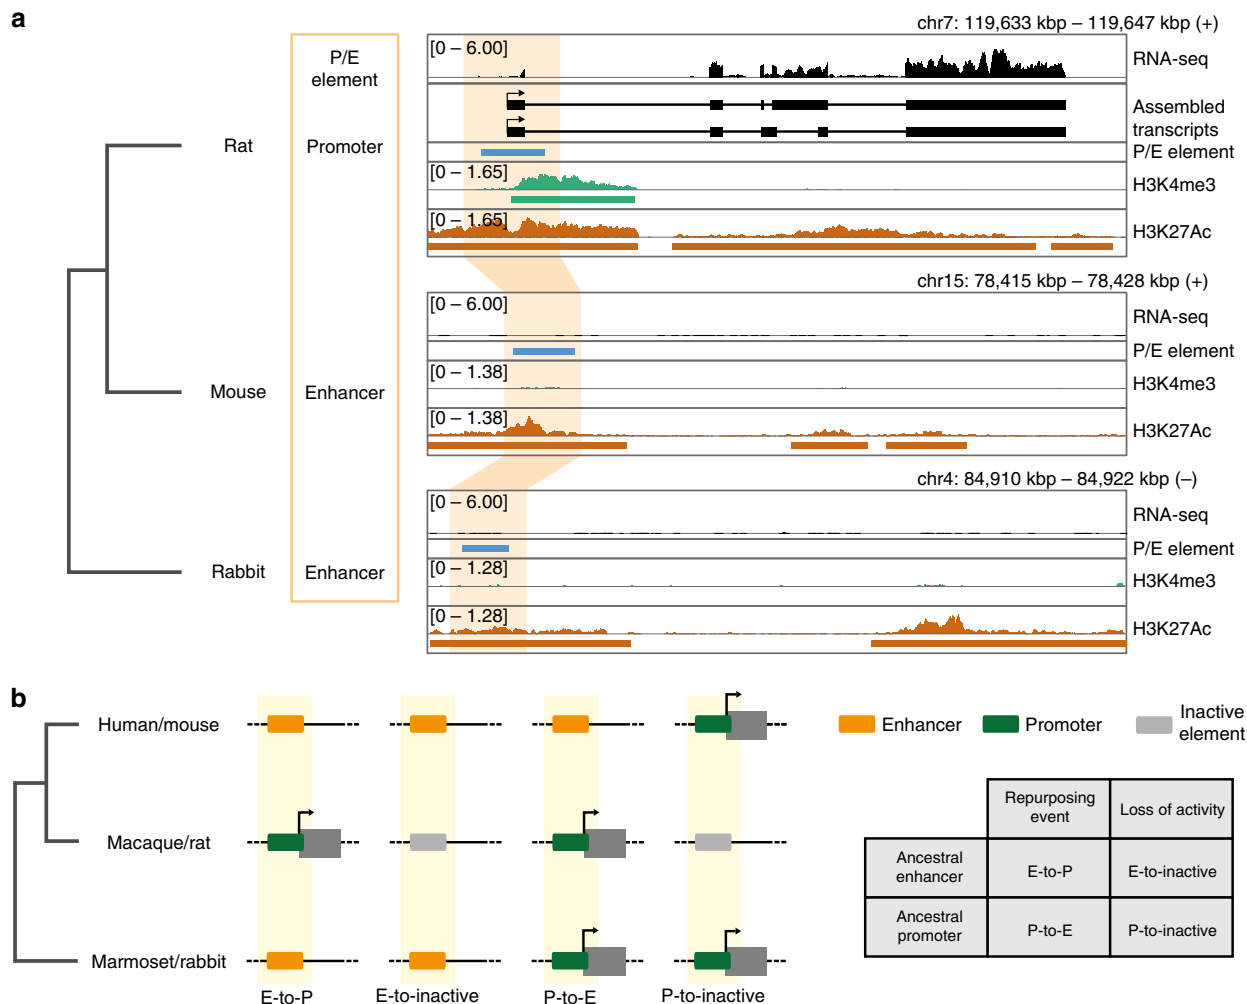 a
chr7: 119,633 kbp – 119,647 kbp (+)
P/E
element
[0 – 6.00]
RNA-seq
Assembled
transcripts
Rat
Promoter
P/E element
[0 – 1.65]
H3K4me3
[0 – 1.65]
H3K27Ac
chr15: 78,415 kbp – 78,428 kbp (+)
[0 – 6.00]
RNA-seq
P/E element
Mouse
Enhancer
[0 – 1.38]
H3K4me3
[0 – 1.38]
H3K27Ac
chr4: 84,910 kbp – 84,922 kbp (–)
[0 – 6.00]
RNA-seq
P/E element
Rabbit
Enhancer
[0 – 1.28]
H3K4me3
[0 – 1.28]
H3K27Ac
b
Human/mouse
Macaque/rat
Marmoset/rabbit
E-to-P
E-to-inactive
P-to-E
P-to-inactive
Enhancer
Promoter
Inactive
element
Repurposing
event
Loss of activity
Ancestral
enhancer
E-to-P
E-to-inactive
Ancestral
promoter
P-to-E
P-to-inactive